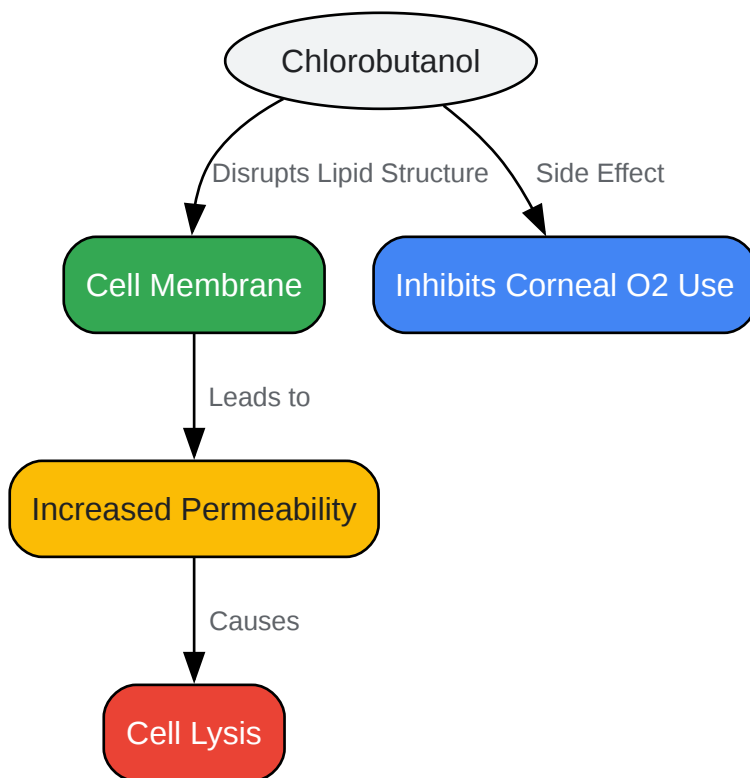 Chlorobutanol
Disrupts Lipid Structure
Side Effect
Cell Membrane
Inhibits Corneal O2 Use
Leads to
Increased Permeability
Causes
Cell Lysis